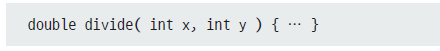 double divide( int x, int y ) { ⋯ }